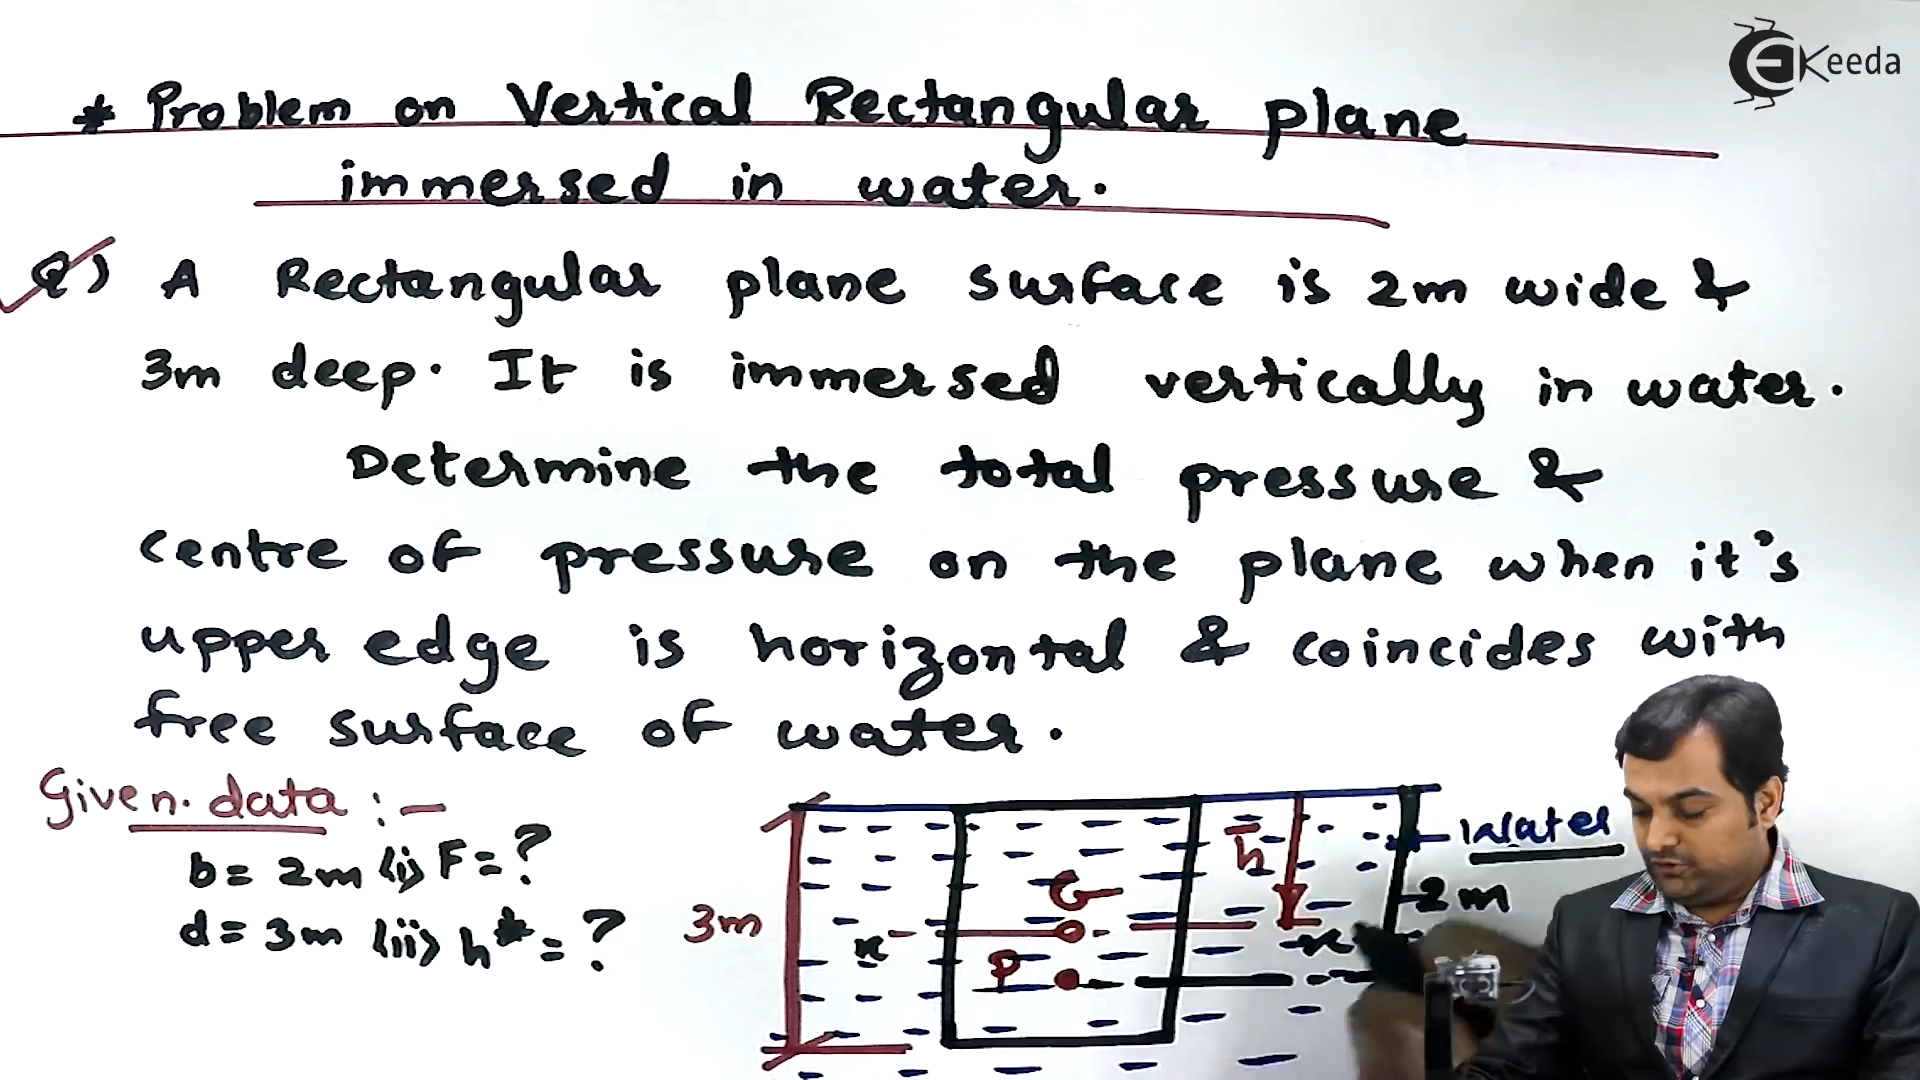 Keeda
* Problem on Vertical Rectangular plane
immersed in water.
Q) A Rectangular plane surface is 2m wide &
3m deep. It is immersed vertically in water.
Determine the total pressure &
centre of pressure on the plane when it's
upper edge is horizontal & coincides with
free surface of water.
Given data :-
b = 2m (i) F = ?
d = 3m (ii) h* = ?
3m
x
G
P
h̄
x
Water
2m